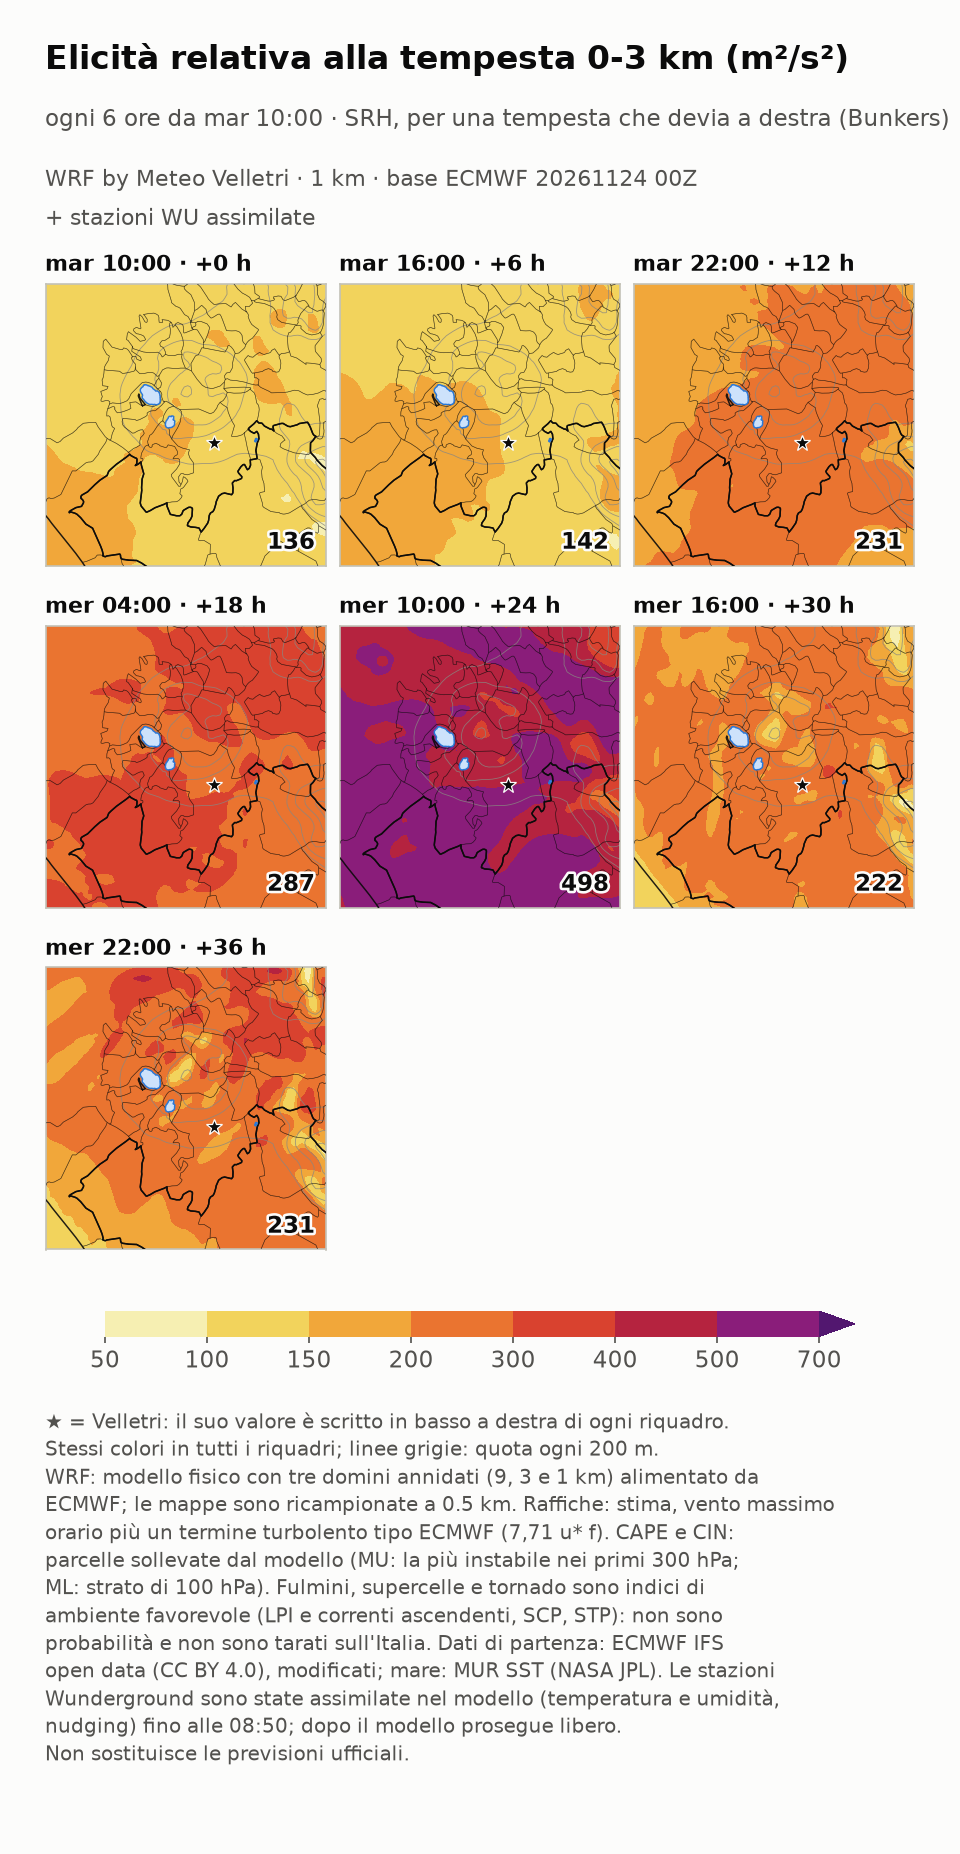 Elicità relativa alla tempesta 0-3 km (m²/s²)
ogni 6 ore da mar 10:00 · SRH, per una tempesta che devia a destra (Bunkers)
WRF by Meteo Velletri · 1 km · base ECMWF 20261124 00Z
+ stazioni WU assimilate
mar 10:00 · +0 h
mar 16:00 · +6 h
mar 22:00 · +12 h
136
142
231
mer 04:00 · +18 h
mer 10:00 · +24 h
mer 16:00 · +30 h
287
498
222
mer 22:00 · +36 h
231
50 100 150 200 300 400 500 700
★ = Velletri: il suo valore è scritto in basso a destra di ogni riquadro.
Stessi colori in tutti i riquadri; linee grigie: quota ogni 200 m.
WRF: modello fisico con tre domini annidati (9, 3 e 1 km) alimentato da
ECMWF; le mappe sono ricampionate a 0.5 km. Raffiche: stima, vento massimo
orario più un termine turbolento tipo ECMWF (7,71 u* f). CAPE e CIN:
parcelle sollevate dal modello (MU: la più instabile nei primi 300 hPa;
ML: strato di 100 hPa). Fulmini, supercelle e tornado sono indici di
ambiente favorevole (LPI e correnti ascendenti, SCP, STP): non sono
probabilità e non sono tarati sull'Italia. Dati di partenza: ECMWF IFS
open data (CC BY 4.0), modificati; mare: MUR SST (NASA JPL). Le stazioni
Wunderground sono state assimilate nel modello (temperatura e umidità,
nudging) fino alle 08:50; dopo il modello prosegue libero.
Non sostituisce le previsioni ufficiali.